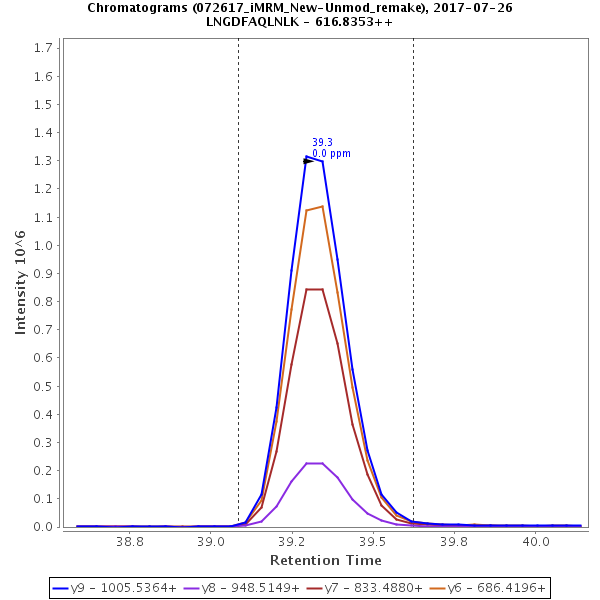 Chromatograms (072617_iMRM_New-Unmod_remake), 2017-07-26
LNGDFAQLNLK - 616.8353++
1.7
1.6
1.5
1.4
1.3
1.2
1.1
1.0
0.9
0.8
0.7
0.6
0.5
0.4
0.3
0.2
0.1
0.0
Intensity 10^6
39.3
0.0 ppm
38.8
39.0
39.2
39.5
39.8
40.0
Retention Time
y9 - 1005.5364+
y8 - 948.5149+
y7 - 833.4880+
y6 - 686.4196+